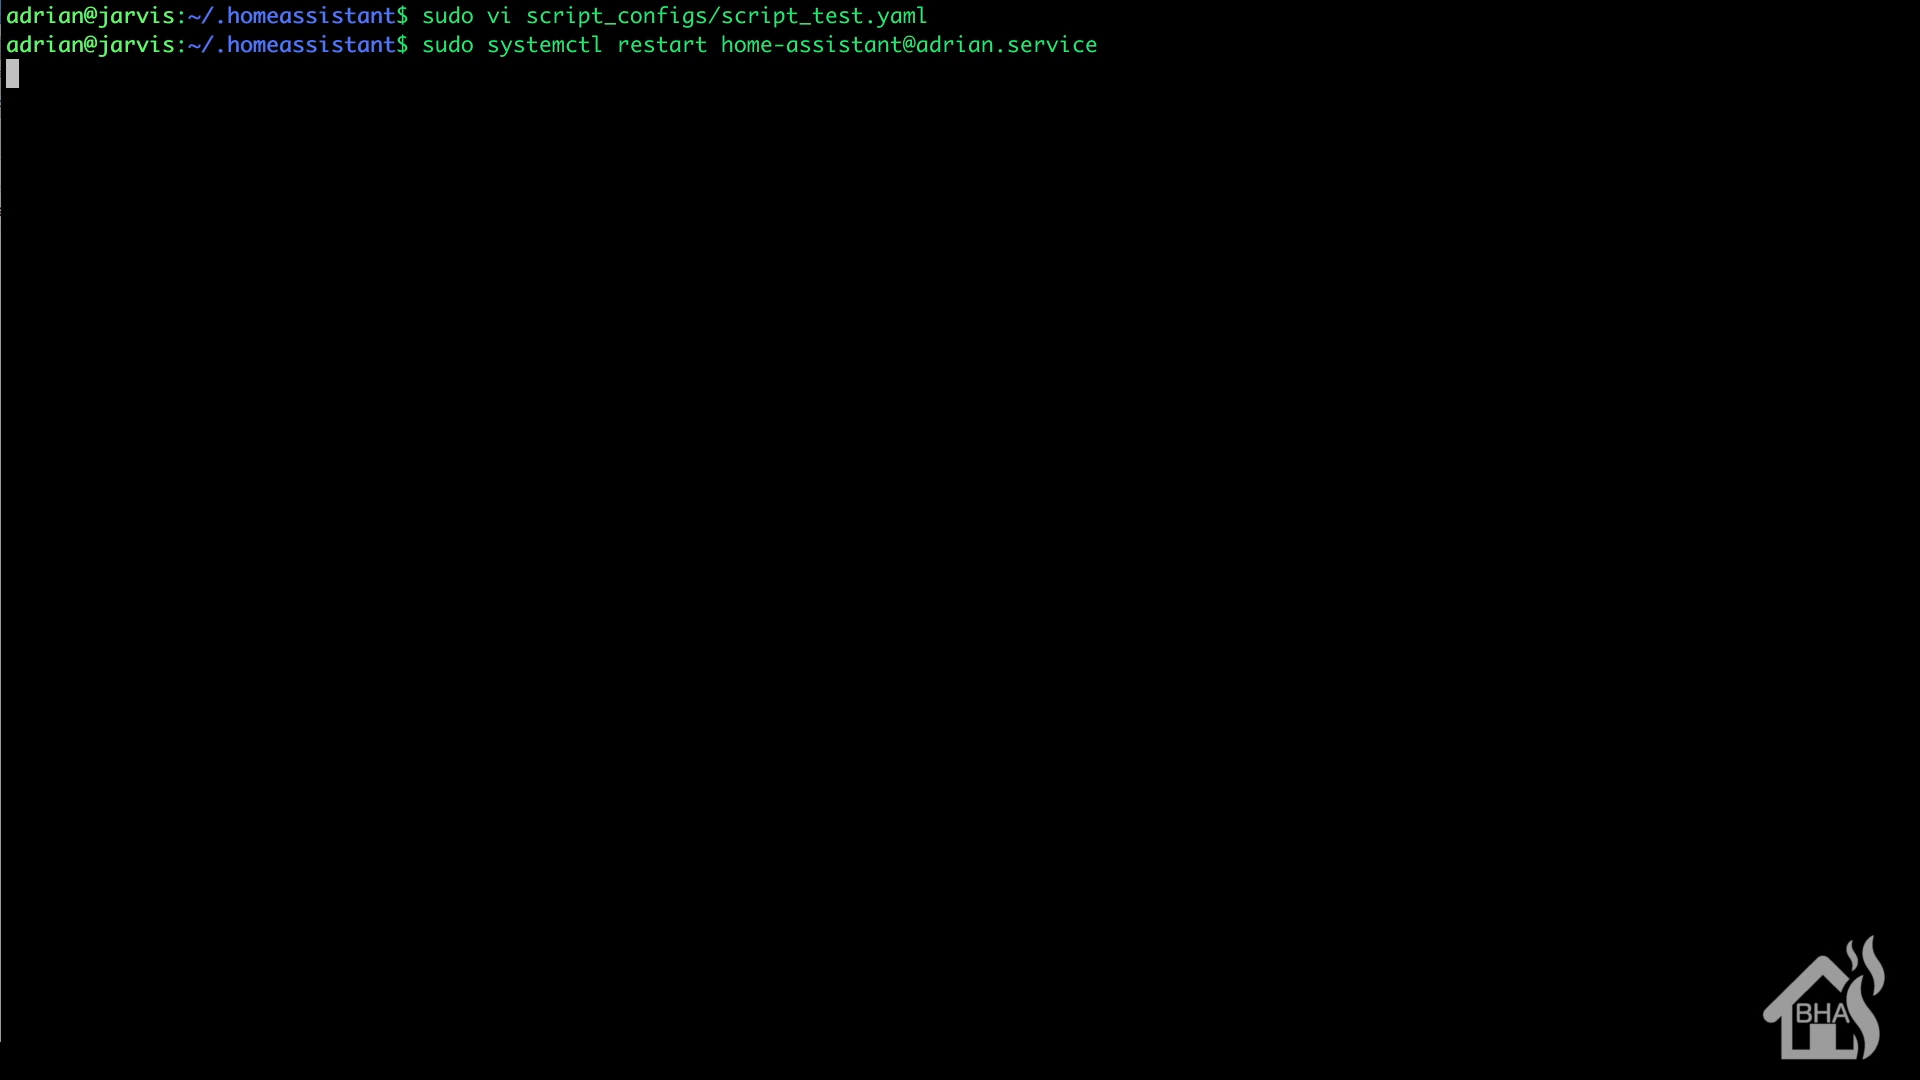 adrian@jarvis:~/.homeassistant$ sudo vi script_configs/script_test.yaml
adrian@jarvis:~/.homeassistant$ sudo systemctl restart home-assistant@adrian.service
BHA